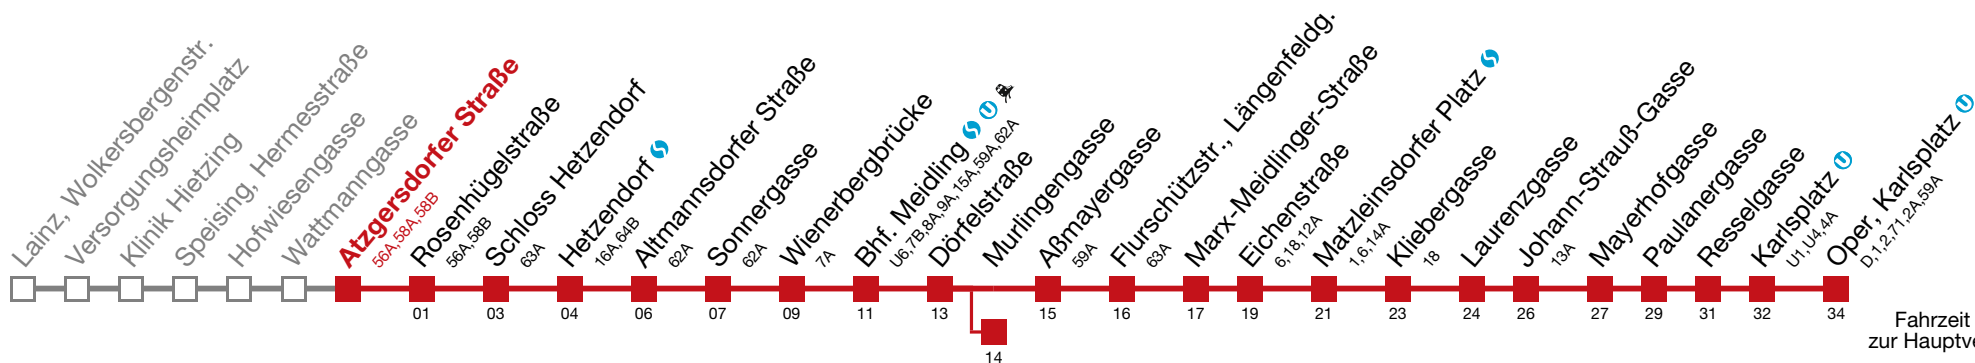 Lainz, Wolkersbergenstr.
Versorgungsheimplatz
Klinik Hietzing
Speising, Hermesstraße
Hofwiesengasse
Wattmanngasse
Atzgersdorfer Straße
56A,58A,58B
Rosenhügelstraße
56A,58B
01
Schloss Hetzendorf
63A
03
Hetzendorf S
16A,64B
04
Altmannsdorfer Straße
62A
06
Sonnergasse
62A
07
Wienerbergbrücke
7A
09
Bhf. Meidling S U
U6,7B,8A,9A,15A,59A,62A
11
Dörfelstraße
13
Murlingengasse
14
Aßmayergasse
59A
15
Flurschützstr., Längenfeldg.
63A
16
Marx-Meidlinger-Straße
17
Eichenstraße
6,18,12A
19
Matzleinsdorfer Platz S
1,6,14A
21
Kliebergasse
18
23
Laurenzgasse
24
Johann-Strauß-Gasse
13A
26
Mayerhofgasse
27
Paulanergasse
29
Resselgasse
31
Karlsplatz U
U1,U4,4A
32
Oper, Karlsplatz U
D,1,2,71,2A,59A
34
Fahrzeit